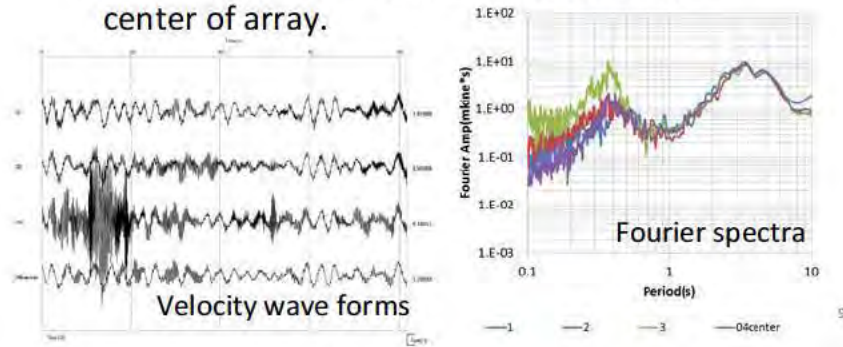 center of array.
Velocity wave forms
1.E+02
1.E+01
1.E+00
1.E-01
1.E-02
1.E-03
Fourier Amp(mkine*s)
Fourier spectra
0.1 1 10
Period(s)
1 2 3 04center